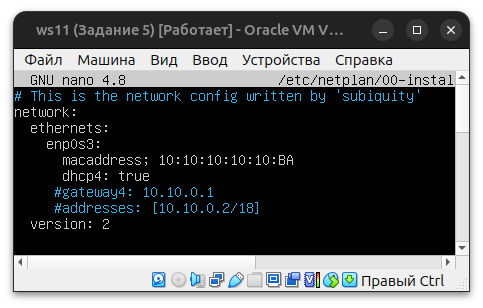 ws11 (Задание 5) [Работает] - Oracle VM V...
Файл Машина Вид Ввод Устройства Справка
GNU nano 4.8 /etc/netplan/00-instal
# This is the network config written by 'subiquity'
network:
  ethernets:
    enp0s3:
      macaddress; 10:10:10:10:10:BA
      dhcp4: true
     #gateway4: 10.10.0.1
     #addresses: [10.10.0.2/18]
  version: 2
Правый Ctrl